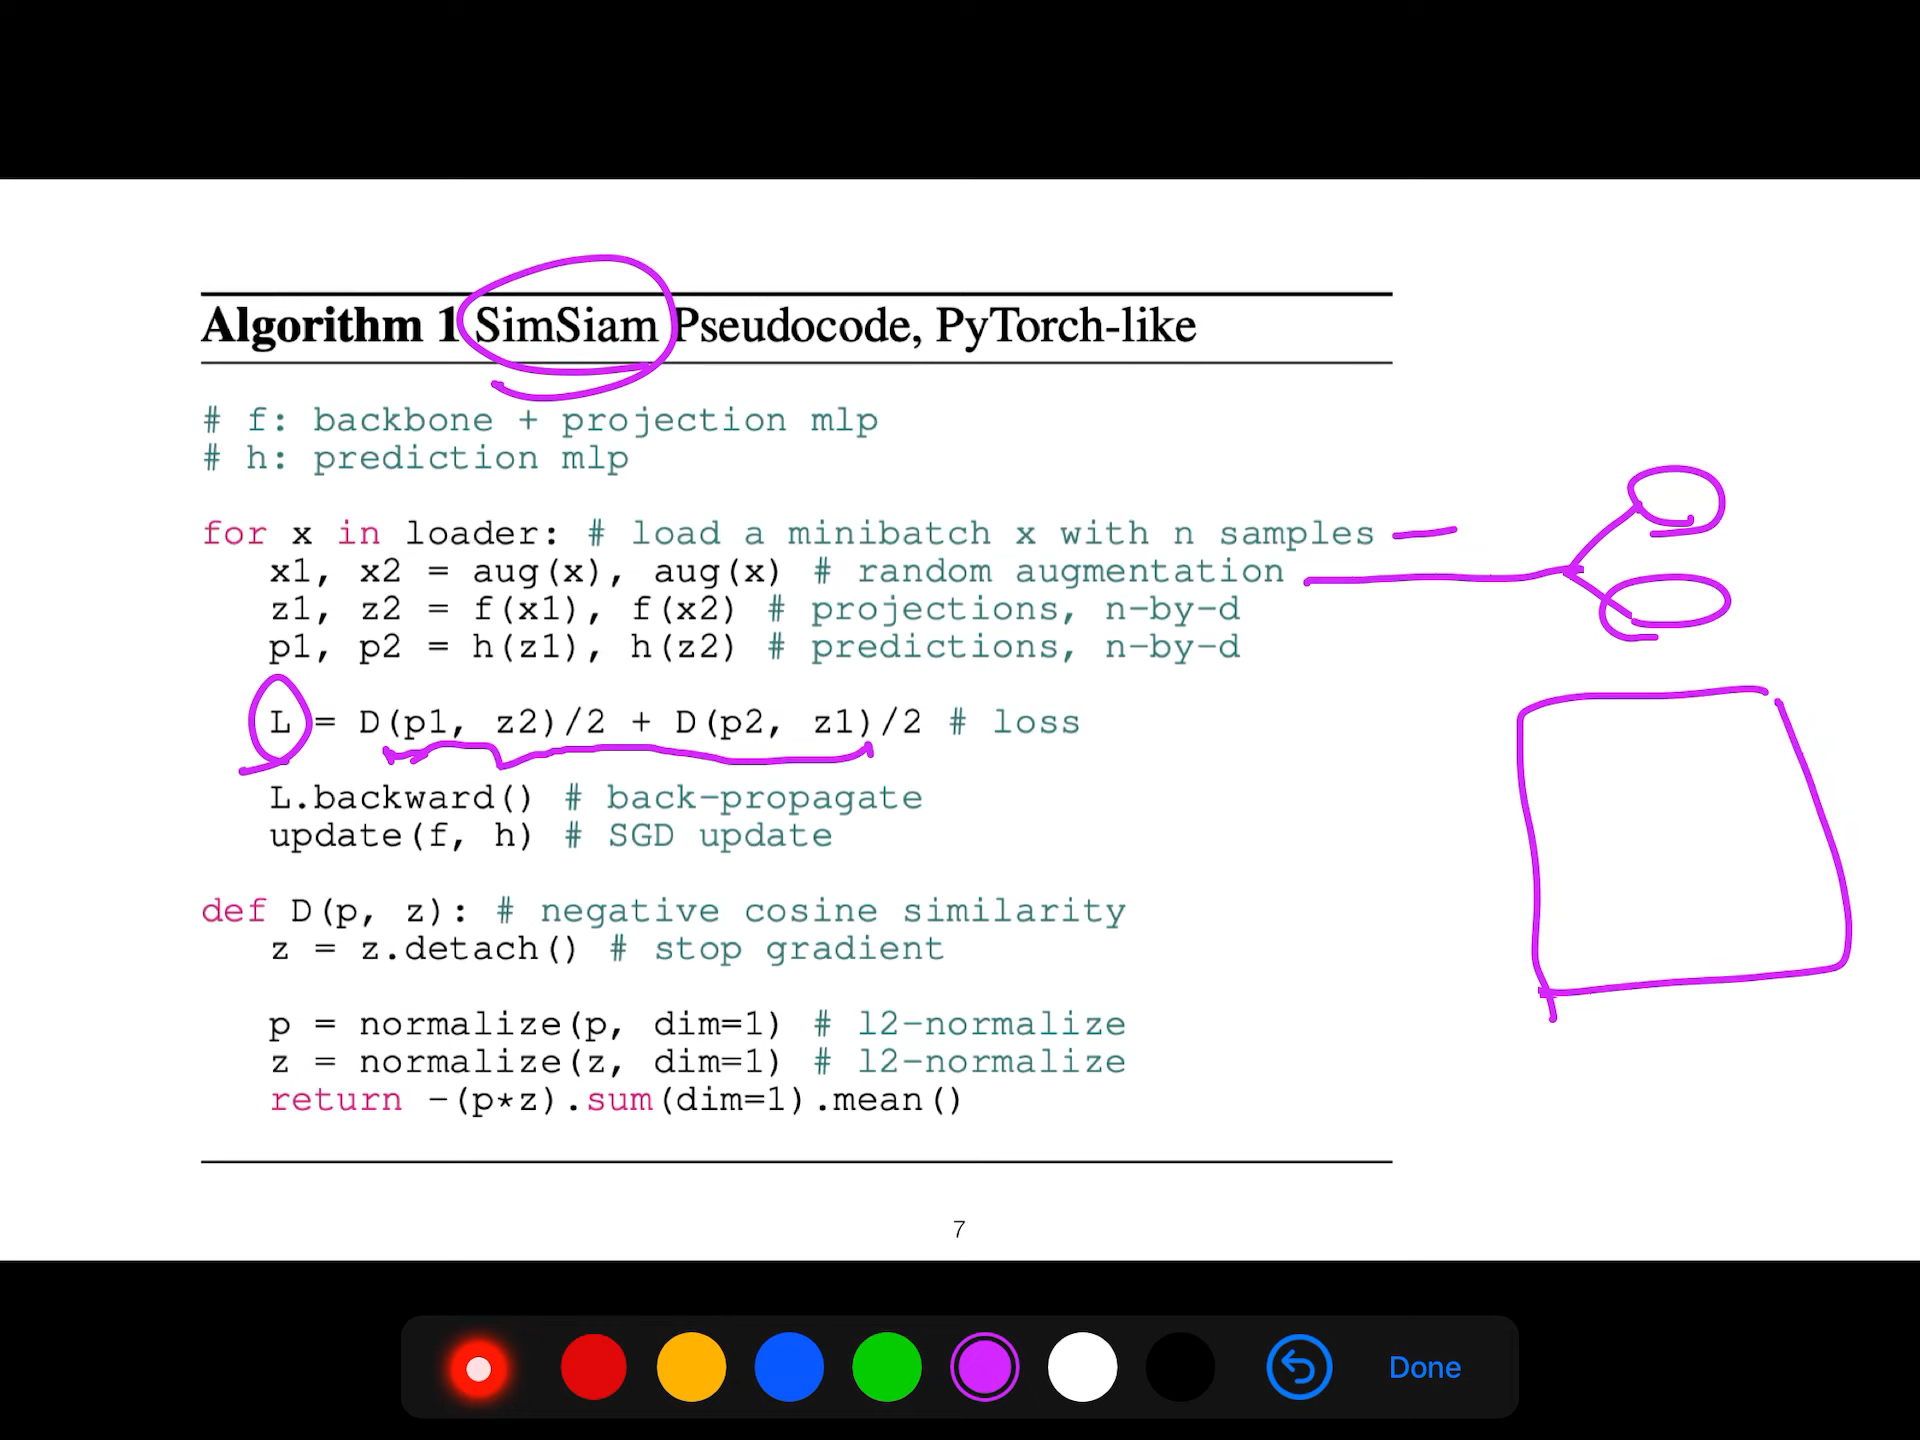 Algorithm 1 SimSiam Pseudocode, PyTorch-like
# f: backbone + projection mlp
# h: prediction mlp
for x in loader: # load a minibatch x with n samples
x1, x2 = aug(x), aug(x) # random augmentation
z1, z2 = f(x1), f(x2) # projections, n-by-d
p1, p2 = h(z1), h(z2) # predictions, n-by-d
L = D(p1, z2)/2 + D(p2, z1)/2 # loss
L.backward() # back-propagate
update(f, h) # SGD update
def D(p, z): # negative cosine similarity
z = z.detach() # stop gradient
p = normalize(p, dim=1) # l2-normalize
z = normalize(z, dim=1) # l2-normalize
return -(p*z).sum(dim=1).mean()
7
Done